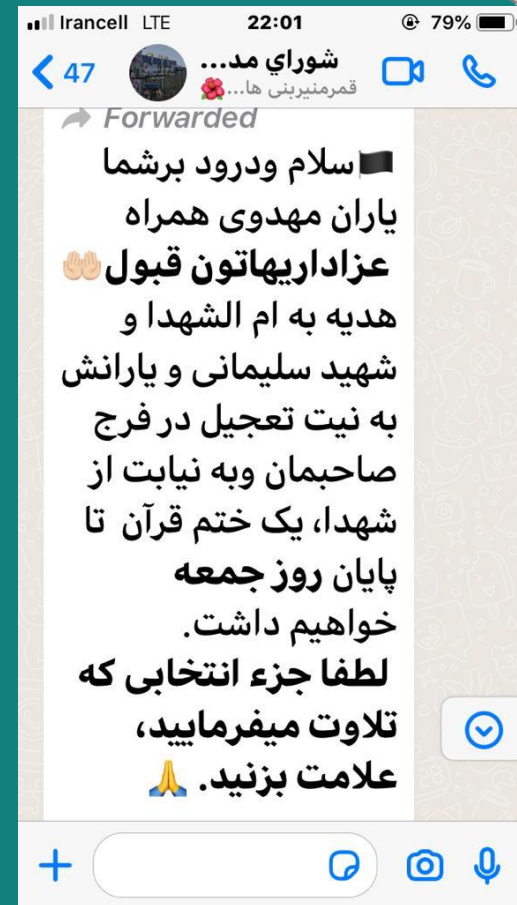 Irancell LTE 22:01 79%
47 شوراي مد...
قمرمنیربنی ها...🌺
Forwarded
🏴سلام ودرود برشما
یاران مهدوی همراه
عزاداریهاتون قبول🤲🏻
هدیه به ام الشهدا و
شهید سلیمانی و یارانش
به نیت تعجیل در فرج
صاحبمان وبه نیابت از
شهدا، یک ختم قرآن تا
پایان روز جمعه
خواهیم داشت.
لطفا جزء انتخابی که
تلاوت میفرمایید،
علامت بزنید. 🙏